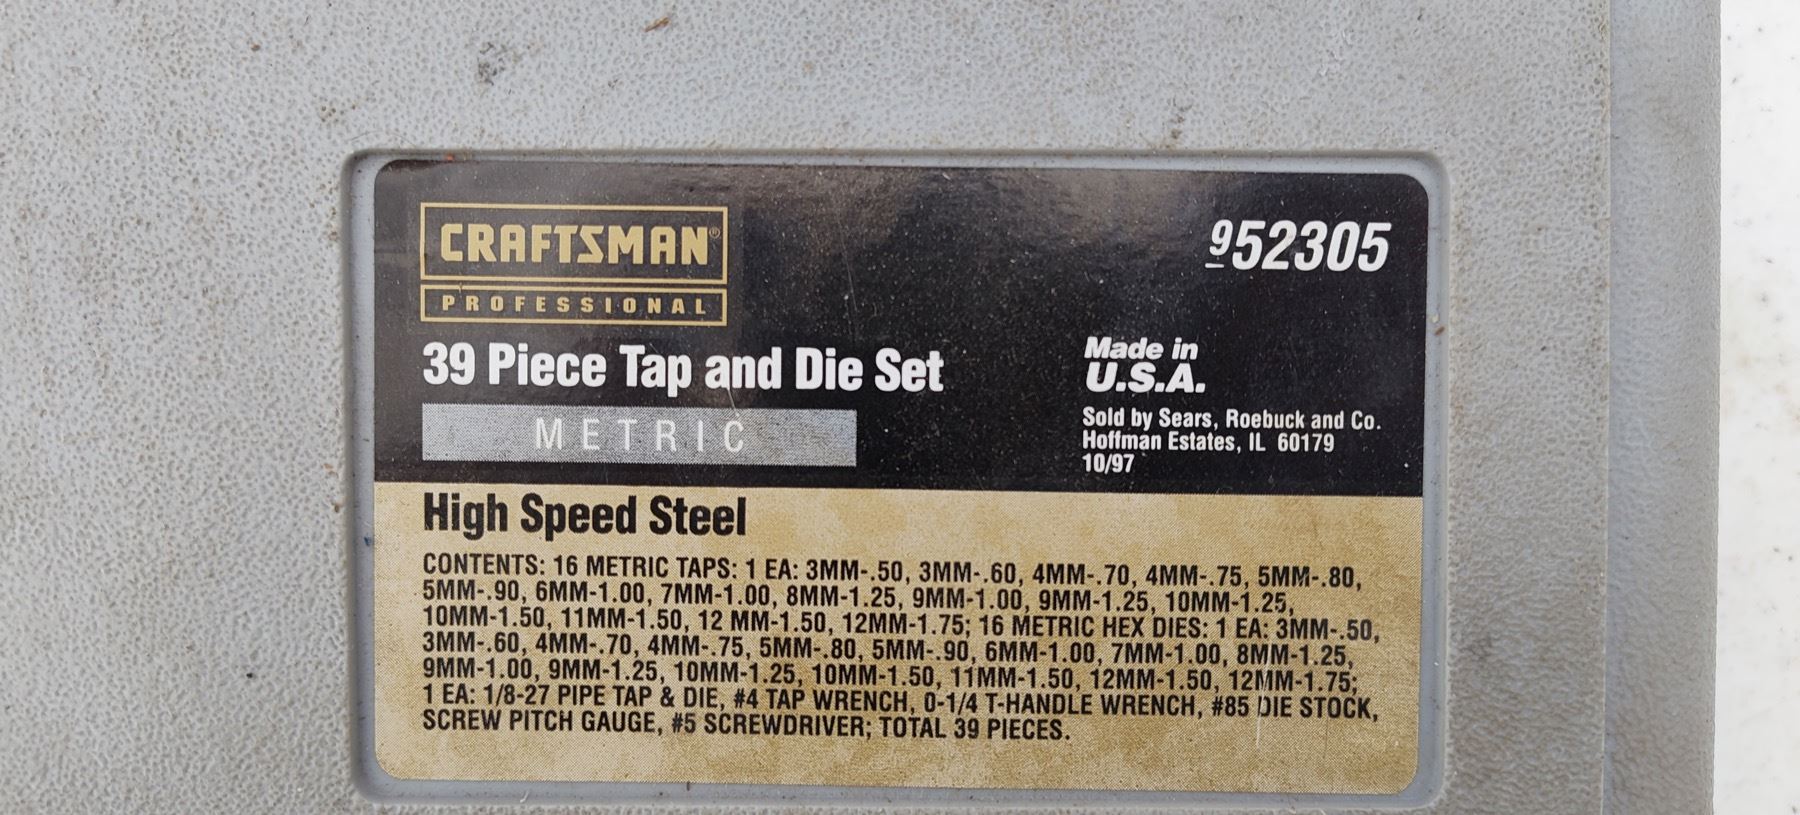 CRAFTSMAN®
PROFESSIONAL
952305
39 Piece Tap and Die Set
METRIC
Made in
U.S.A.
Sold by Sears, Roebuck and Co.
Hoffman Estates, IL 60179
10/97
High Speed Steel
CONTENTS: 16 METRIC TAPS: 1 EA: 3MM-.50, 3MM-.60, 4MM-.70, 4MM-.75, 5MM-.80,
5MM-.90, 6MM-1.00, 7MM-1.00, 8MM-1.25, 9MM-1.00, 9MM-1.25, 10MM-1.25,
10MM-1.50, 11MM-1.50, 12 MM-1.50, 12MM-1.75; 16 METRIC HEX DIES: 1 EA: 3MM-.50,
3MM-.60, 4MM-.70, 4MM-.75, 5MM-.80, 5MM-.90, 6MM-1.00, 7MM-1.00, 8MM-1.25,
9MM-1.00, 9MM-1.25, 10MM-1.25, 10MM-1.50, 11MM-1.50, 12MM-1.50, 12MM-1.75;
1 EA: 1/8-27 PIPE TAP & DIE, #4 TAP WRENCH, 0-1/4 T-HANDLE WRENCH, #85 DIE STOCK,
SCREW PITCH GAUGE, #5 SCREWDRIVER; TOTAL 39 PIECES.